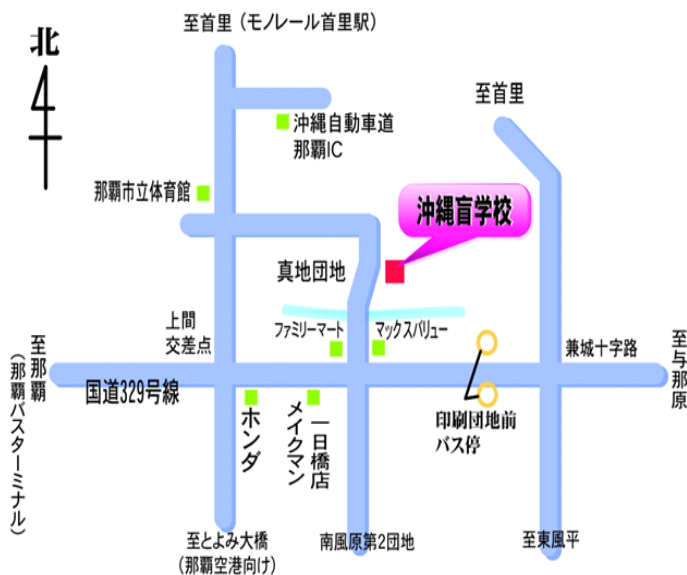 至首里(モノレール首里駅)
北
至首里
沖縄自動車道
那覇IC
那覇市立体育館
沖縄盲学校
真地団地
上間
交差点
ファミリーマート
マックスバリュー
兼城十字路
至与那原
至那覇
(那覇バスターミナル)
国道329号線
ホンダ
メイクマン
一日橋店
印刷団地前
バス停
至とよみ大橋
(那覇空港向け)
南風原第2団地
至東風平